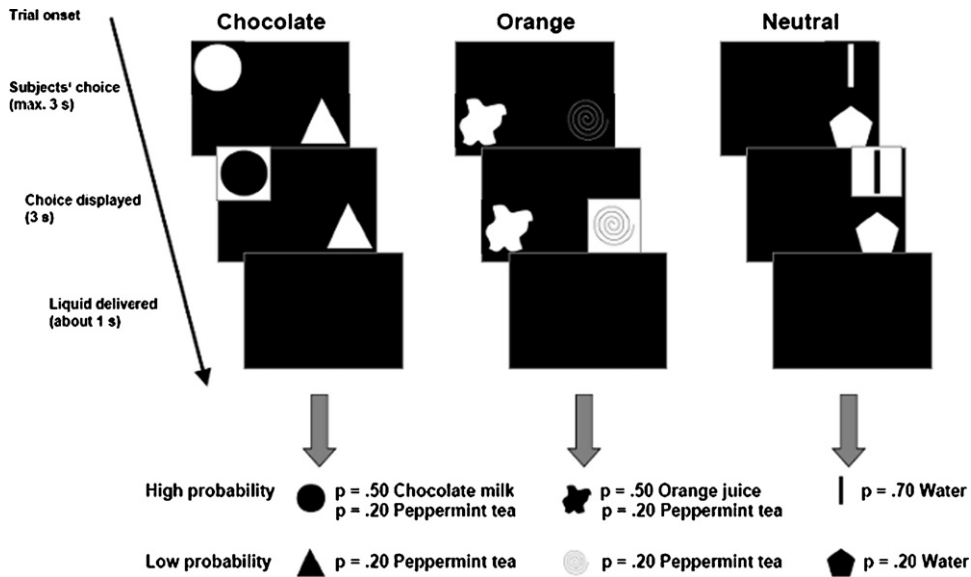 Trial onset
Chocolate
Orange
Neutral
Subjects' choice
(max. 3 s)
Choice displayed
(3 s)
Liquid delivered
(about 1 s)
High probability
p = .50 Chocolate milk
p = .20 Peppermint tea
p = .50 Orange juice
p = .20 Peppermint tea
p = .70 Water
Low probability
p = .20 Peppermint tea
p = .20 Peppermint tea
p = .20 Water